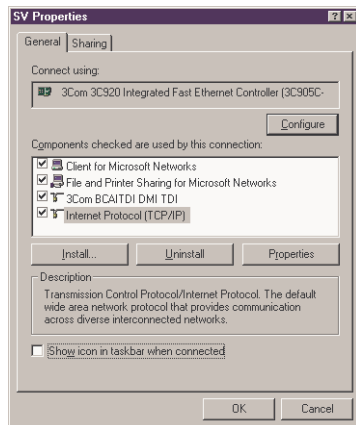 SV Properties
General Sharing
Connect using:
3Com 3C920 Integrated Fast Ethernet Controller (3C905C-
Configure
Components checked are used by this connection:
Client for Microsoft Networks
File and Printer Sharing for Microsoft Networks
3Com BCAITDI DMI TDI
Internet Protocol (TCP/IP)
Install... Uninstall Properties
Description
Transmission Control Protocol/Internet Protocol. The default
wide area network protocol that provides communication
across diverse interconnected networks.
Show icon in taskbar when connected
OK Cancel